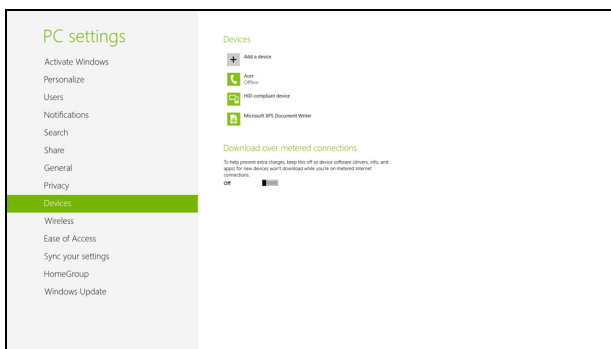 PC settings
Activate Windows
Personalize
Users
Notifications
Search
Share
General
Privacy
Devices
Wireless
Ease of Access
Sync your settings
HomeGroup
Windows Update
Devices
Add a device
Acer
Offline
HID-compliant device
Microsoft XPS Document Writer
Download over metered connections
To help prevent extra charges, keep this off so device software (drivers, info, and
apps) for new devices won't download while you're on metered Internet
connections.
Off